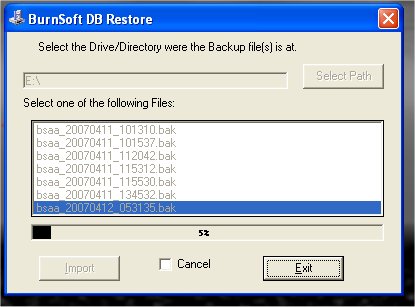 BurnSoft DB Restore
Select the Drive/Directory were the Backup file(s) is at.
E:\
Select Path
Select one of the following Files:
bsaa_20070411_101310.bak
bsaa_20070411_101537.bak
bsaa_20070411_112042.bak
bsaa_20070411_115312.bak
bsaa_20070411_115530.bak
bsaa_20070411_134532.bak
bsaa_20070412_053135.bak
5%
Import
Cancel
Exit